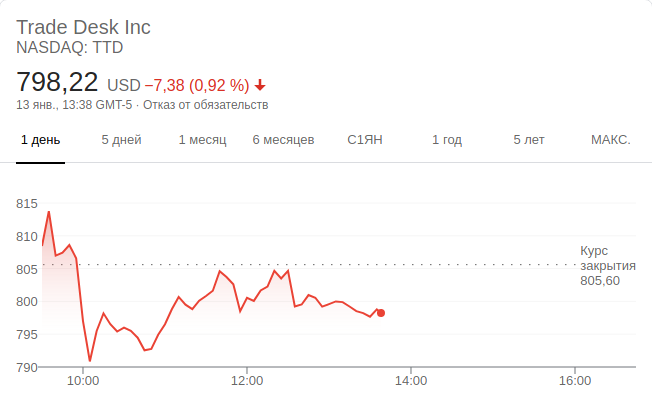 Trade Desk Inc
NASDAQ: TTD
798,22 USD −7,38 (0,92 %)
13 янв., 13:38 GMT-5 · Отказ от обязательств
1 день 5 дней 1 месяц 6 месяцев С1ЯН 1 год 5 лет МАКС.
815
810
805
800
795
790
Курс
закрытия
805,60
10:00 12:00 14:00 16:00